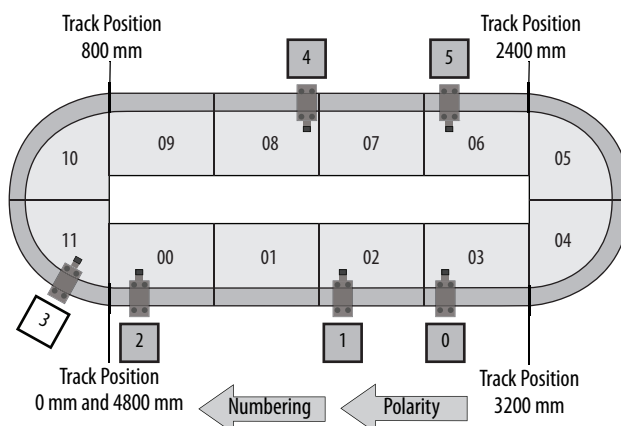 Track Position
800 mm
Track Position
2400 mm
4
5
09
08
07
06
10
05
11
04
00
01
02
03
3
2
1
0
Track Position
0 mm and 4800 mm
Numbering
Polarity
Track Position
3200 mm